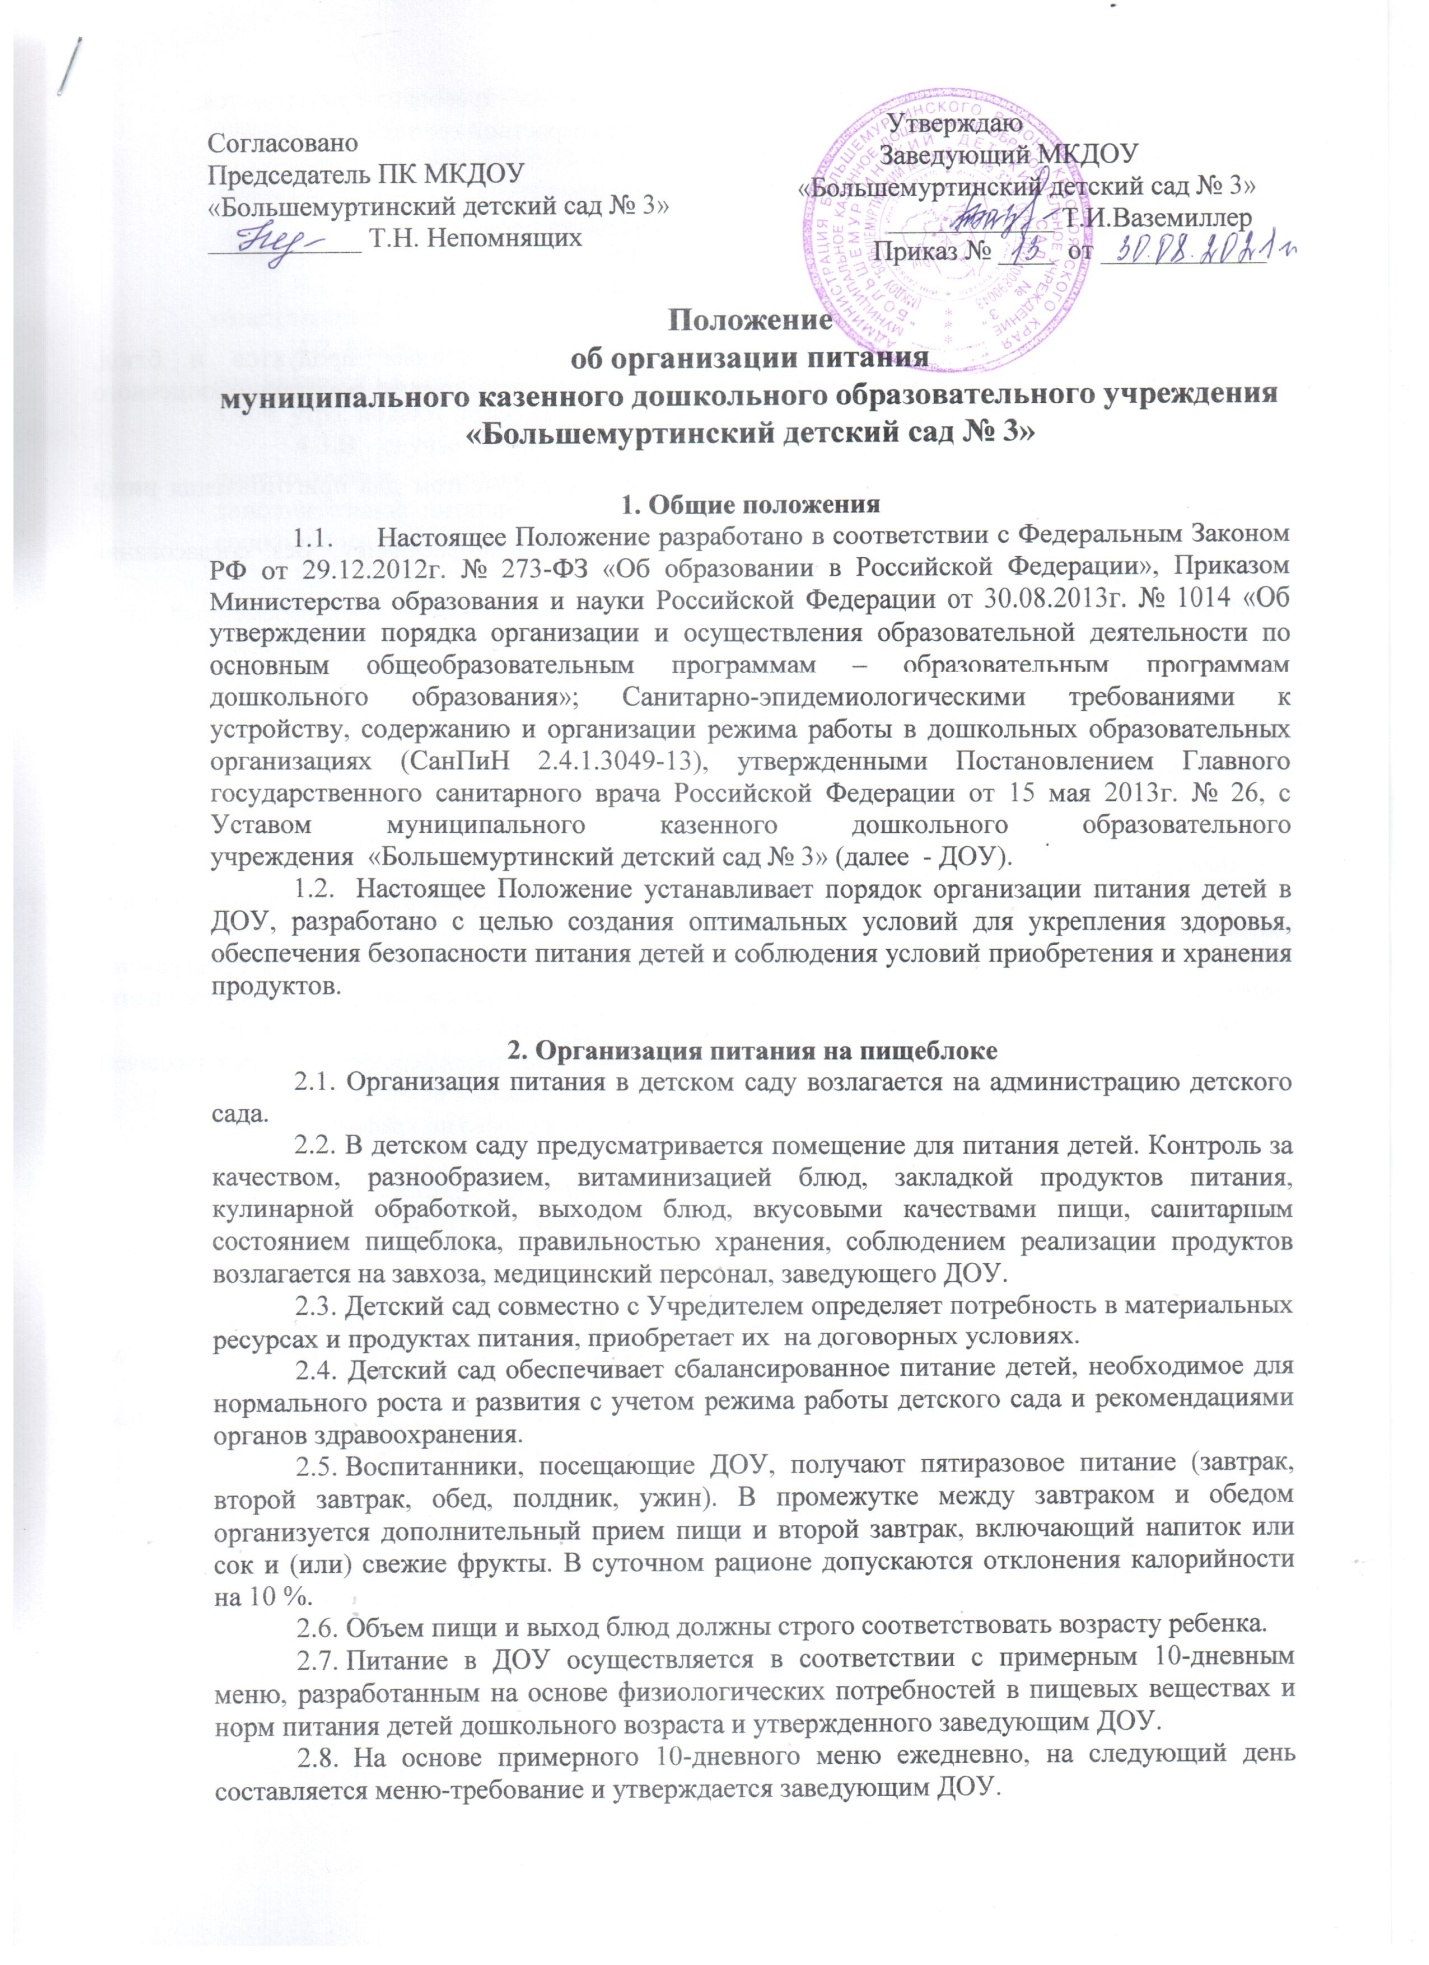 Согласовано
Председатель ПК МКДОУ
«Большемуртинский детский сад № 3»
____________ Т.Н. Непомнящих
Утверждаю
Заведующий МКДОУ
«Большемуртинский детский сад № 3»
____________ Т.И.Ваземиллер
Приказ № 13 от 30.08.2021г
Положение
об организации питания
муниципального казенного дошкольного образовательного учреждения
«Большемуртинский детский сад № 3»
1. Общие положения
1.1. Настоящее Положение разработано в соответствии с Федеральным Законом
РФ от 29.12.2012г. № 273-ФЗ «Об образовании в Российской Федерации», Приказом
Министерства образования и науки Российской Федерации от 30.08.2013г. № 1014 «Об
утверждении порядка организации и осуществления образовательной деятельности по
основным общеобразовательным программам – образовательным программам
дошкольного образования»; Санитарно-эпидемиологическими требованиями к
устройству, содержанию и организации режима работы в дошкольных образовательных
организациях (СанПиН 2.4.1.3049-13), утвержденными Постановлением Главного
государственного санитарного врача Российской Федерации от 15 мая 2013г. № 26, с
Уставом муниципального казенного дошкольного образовательного
учреждения «Большемуртинский детский сад № 3» (далее - ДОУ).
1.2. Настоящее Положение устанавливает порядок организации питания детей в
ДОУ, разработано с целью создания оптимальных условий для укрепления здоровья,
обеспечения безопасности питания детей и соблюдения условий приобретения и хранения
продуктов.
2. Организация питания на пищеблоке
2.1. Организация питания в детском саду возлагается на администрацию детского
сада.
2.2. В детском саду предусматривается помещение для питания детей. Контроль за
качеством, разнообразием, витаминизацией блюд, закладкой продуктов питания,
кулинарной обработкой, выходом блюд, вкусовыми качествами пищи, санитарным
состоянием пищеблока, правильностью хранения, соблюдением реализации продуктов
возлагается на завхоза, медицинский персонал, заведующего ДОУ.
2.3. Детский сад совместно с Учредителем определяет потребность в материальных
ресурсах и продуктах питания, приобретает их на договорных условиях.
2.4. Детский сад обеспечивает сбалансированное питание детей, необходимое для
нормального роста и развития с учетом режима работы детского сада и рекомендациями
органов здравоохранения.
2.5. Воспитанники, посещающие ДОУ, получают пятиразовое питание (завтрак,
второй завтрак, обед, полдник, ужин). В промежутке между завтраком и обедом
организуется дополнительный прием пищи и второй завтрак, включающий напиток или
сок и (или) свежие фрукты. В суточном рационе допускаются отклонения калорийности
на 10 %.
2.6. Объем пищи и выход блюд должны строго соответствовать возрасту ребенка.
2.7. Питание в ДОУ осуществляется в соответствии с примерным 10-дневным
меню, разработанным на основе физиологических потребностей в пищевых веществах и
норм питания детей дошкольного возраста и утвержденного заведующим ДОУ.
2.8. На основе примерного 10-дневного меню ежедневно, на следующий день
составляется меню-требование и утверждается заведующим ДОУ.